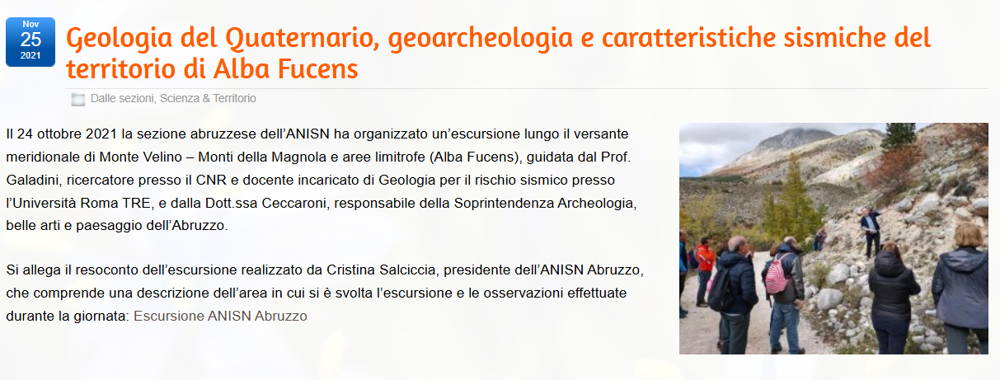 Nov
25
2021
Geologia del Quaternario, geoarcheologia e caratteristiche sismiche del
territorio di Alba Fucens
Dalle sezioni, Scienza & Territorio
Il 24 ottobre 2021 la sezione abruzzese dell’ANISN ha organizzato un’escursione lungo il versante
meridionale di Monte Velino – Monti della Magnola e aree limitrofe (Alba Fucens), guidata dal Prof.
Galadini, ricercatore presso il CNR e docente incaricato di Geologia per il rischio sismico presso
l’Università Roma TRE, e dalla Dott.ssa Ceccaroni, responsabile della Soprintendenza Archeologia,
belle arti e paesaggio dell’Abruzzo.
Si allega il resoconto dell’escursione realizzato da Cristina Salciccia, presidente dell’ANISN Abruzzo,
che comprende una descrizione dell’area in cui si è svolta l’escursione e le osservazioni effettuate
durante la giornata: Escursione ANISN Abruzzo